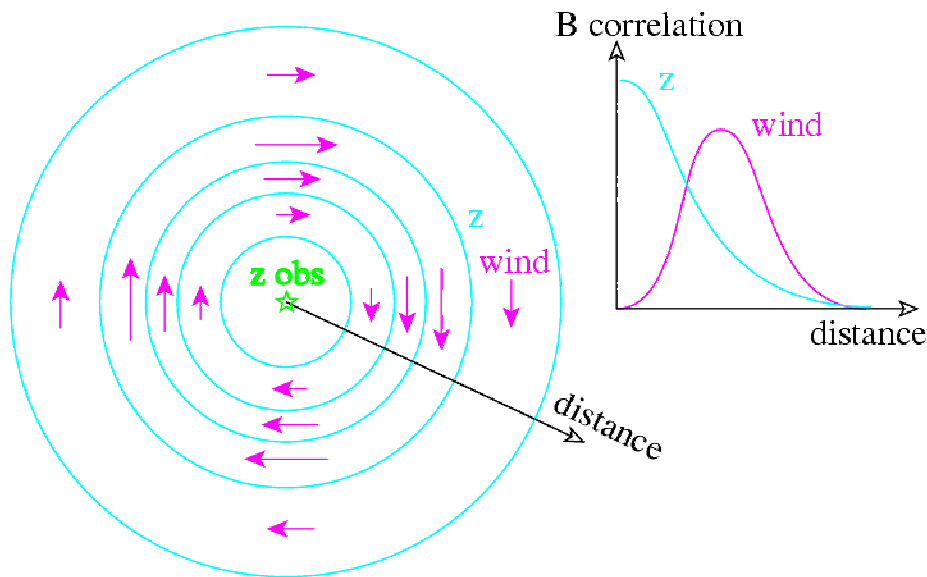 B correlation
z
wind
distance
z
wind
z obs
distance